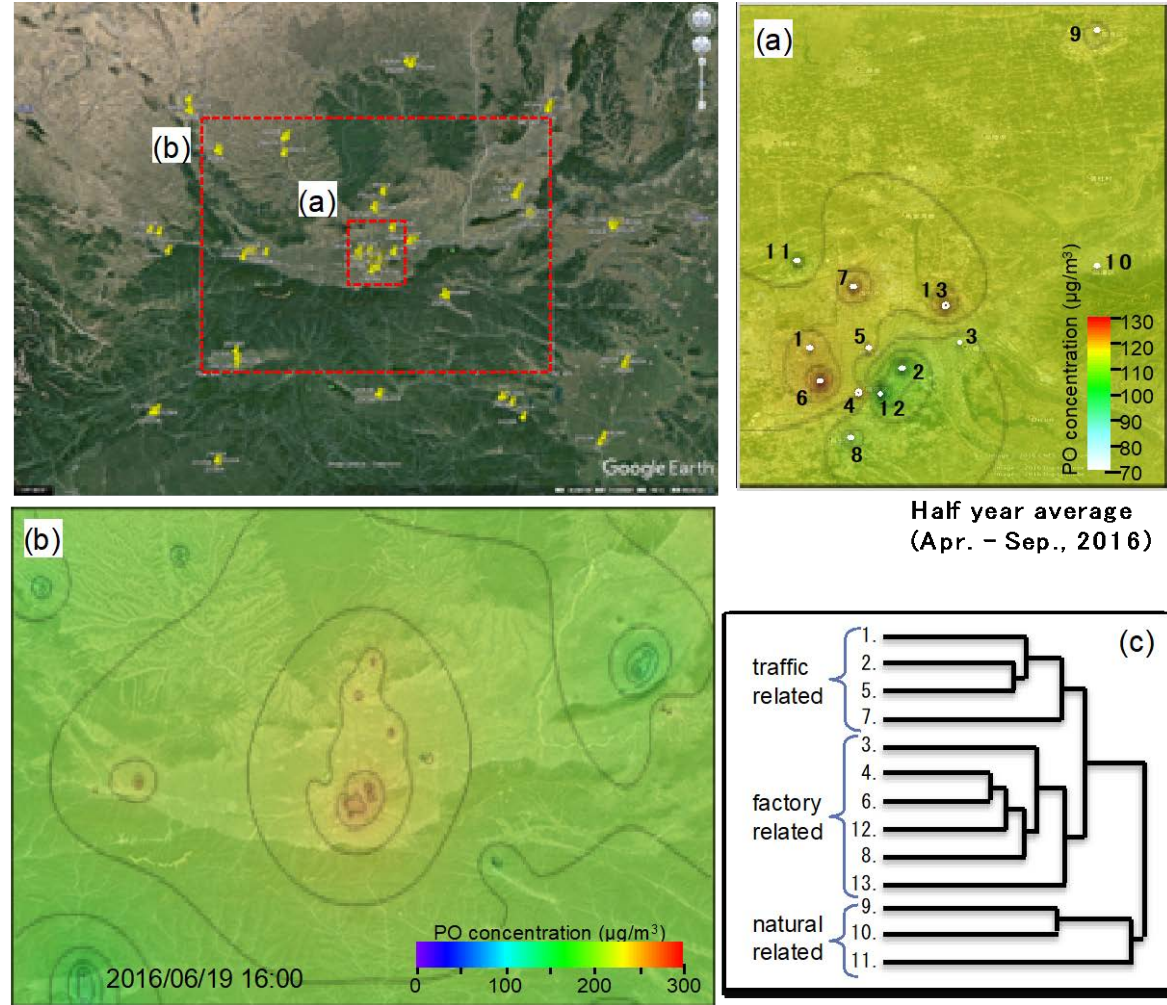 (b)
(a)
Google Earth
(a)
9
11
10
7
13
3
5
1
2
6
4
12
8
PO concentration (μg/m³)
130
120
110
100
90
80
70
Half year average
(Apr. – Sep., 2016)
(b)
PO concentration (μg/m³)
0
100
200
300
2016/06/19 16:00
(c)
traffic
related
1.
2.
5.
7.
factory
related
3.
4.
6.
12.
8.
13.
natural
related
9.
10.
11.